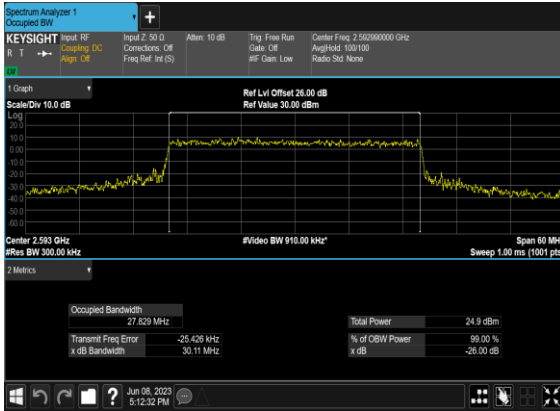 Spectrum Analyzer 1
Occupied BW
+
KEYSIGHT
R T
Input: RF
Coupling: DC
Align: Off
Input Z: 50 Ω
Corrections: Off
Freq Ref: Int (S)
Atten: 10 dB
Trig: Free Run
Gate: Off
#IF Gain: Low
Center Freq: 2.592990000 GHz
Avg|Hold: 100/100
Radio Std: None
1 Graph
Scale/Div 10.0 dB
Ref Lvl Offset 26.00 dB
Ref Value 30.00 dBm
Log
20.0
10.0
0.00
-10.0
-20.0
-30.0
-40.0
-50.0
-60.0
Center 2.593 GHz
#Res BW 300.00 kHz
#Video BW 910.00 kHz*
Span 60 MH
Sweep 1.00 ms (1001 pts
2 Metrics
Occupied Bandwidth
27.829 MHz
Total Power 24.9 dBm
Transmit Freq Error -25.426 kHz
% of OBW Power 99.00 %
x dB Bandwidth 30.11 MHz
x dB -26.00 dB
?
Jun 08, 2023
5:12:32 PM